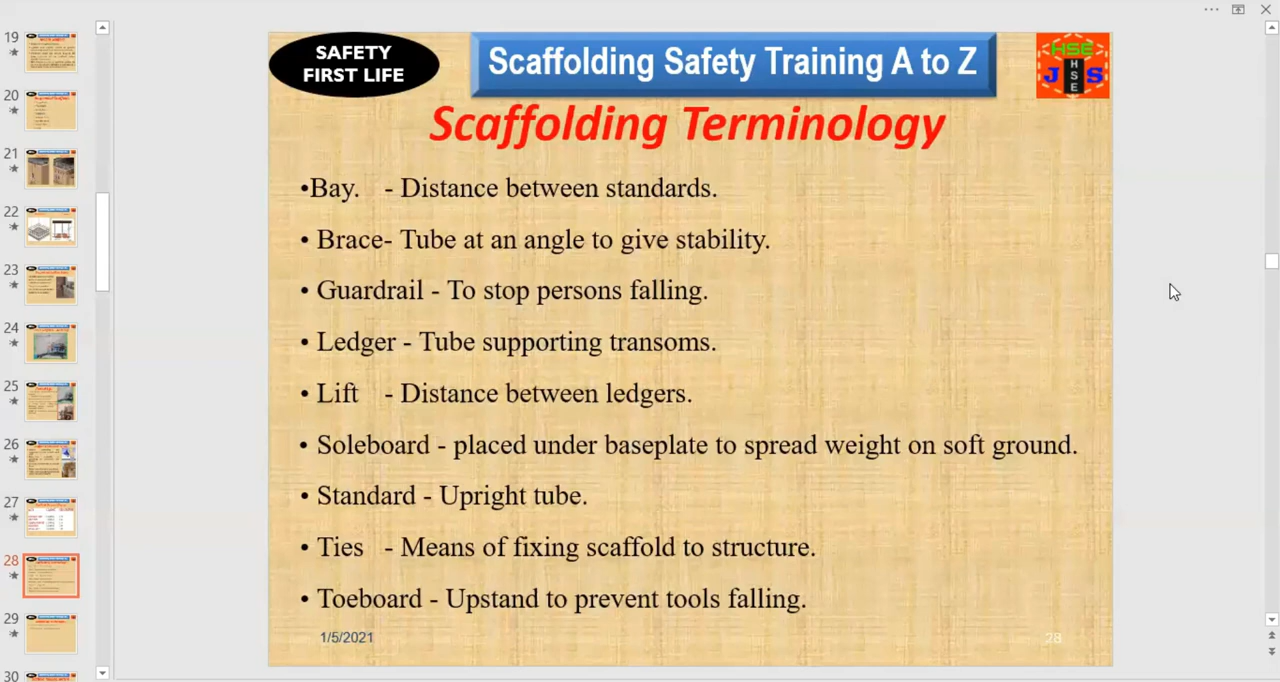 19
20
21
22
23
24
25
26
27
28
29
30
SAFETY
FIRST LIFE
Scaffolding Safety Training A to Z
HSE
J HSE S
Scaffolding Terminology
•Bay. - Distance between standards.
• Brace- Tube at an angle to give stability.
• Guardrail - To stop persons falling.
• Ledger - Tube supporting transoms.
• Lift - Distance between ledgers.
• Soleboard - placed under baseplate to spread weight on soft ground.
• Standard - Upright tube.
• Ties - Means of fixing scaffold to structure.
• Toeboard - Upstand to prevent tools falling.
1/5/2021
28